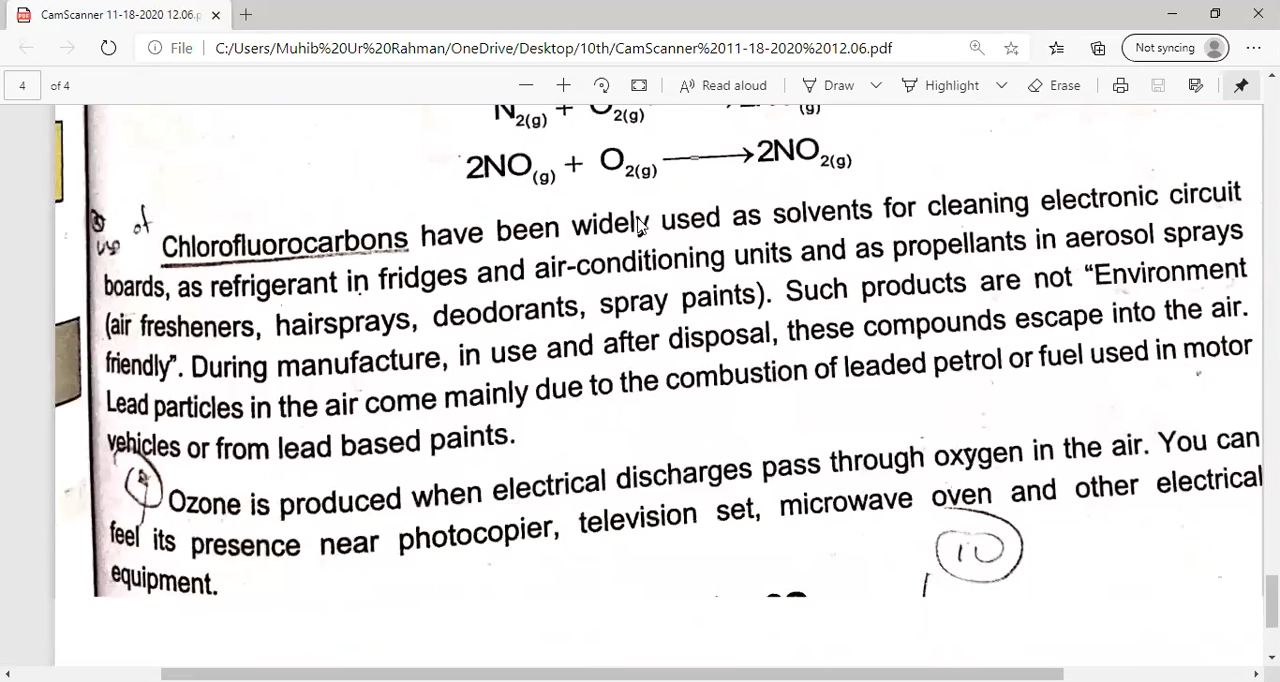 CamScanner 11-18-2020 12.06.p
File C:/Users/Muhib%20Ur%20Rahman/OneDrive/Desktop/10th/CamScanner%2011-18-2020%2012.06.pdf Not syncing
4 of 4 Read aloud Draw Highlight Erase
N2(g) + O2(g) (g)
2NO(g) + O2(g) ⟶ 2NO2(g)
of
Chlorofluorocarbons have been widely used as solvents for cleaning electronic circuit
boards, as refrigerant in fridges and air-conditioning units and as propellants in aerosol sprays
(air fresheners, hairsprays, deodorants, spray paints). Such products are not “Environment
friendly”. During manufacture, in use and after disposal, these compounds escape into the air.
Lead particles in the air come mainly due to the combustion of leaded petrol or fuel used in motor
vehicles or from lead based paints.
Ozone is produced when electrical discharges pass through oxygen in the air. You can
feel its presence near photocopier, television set, microwave oven and other electrical
equipment.